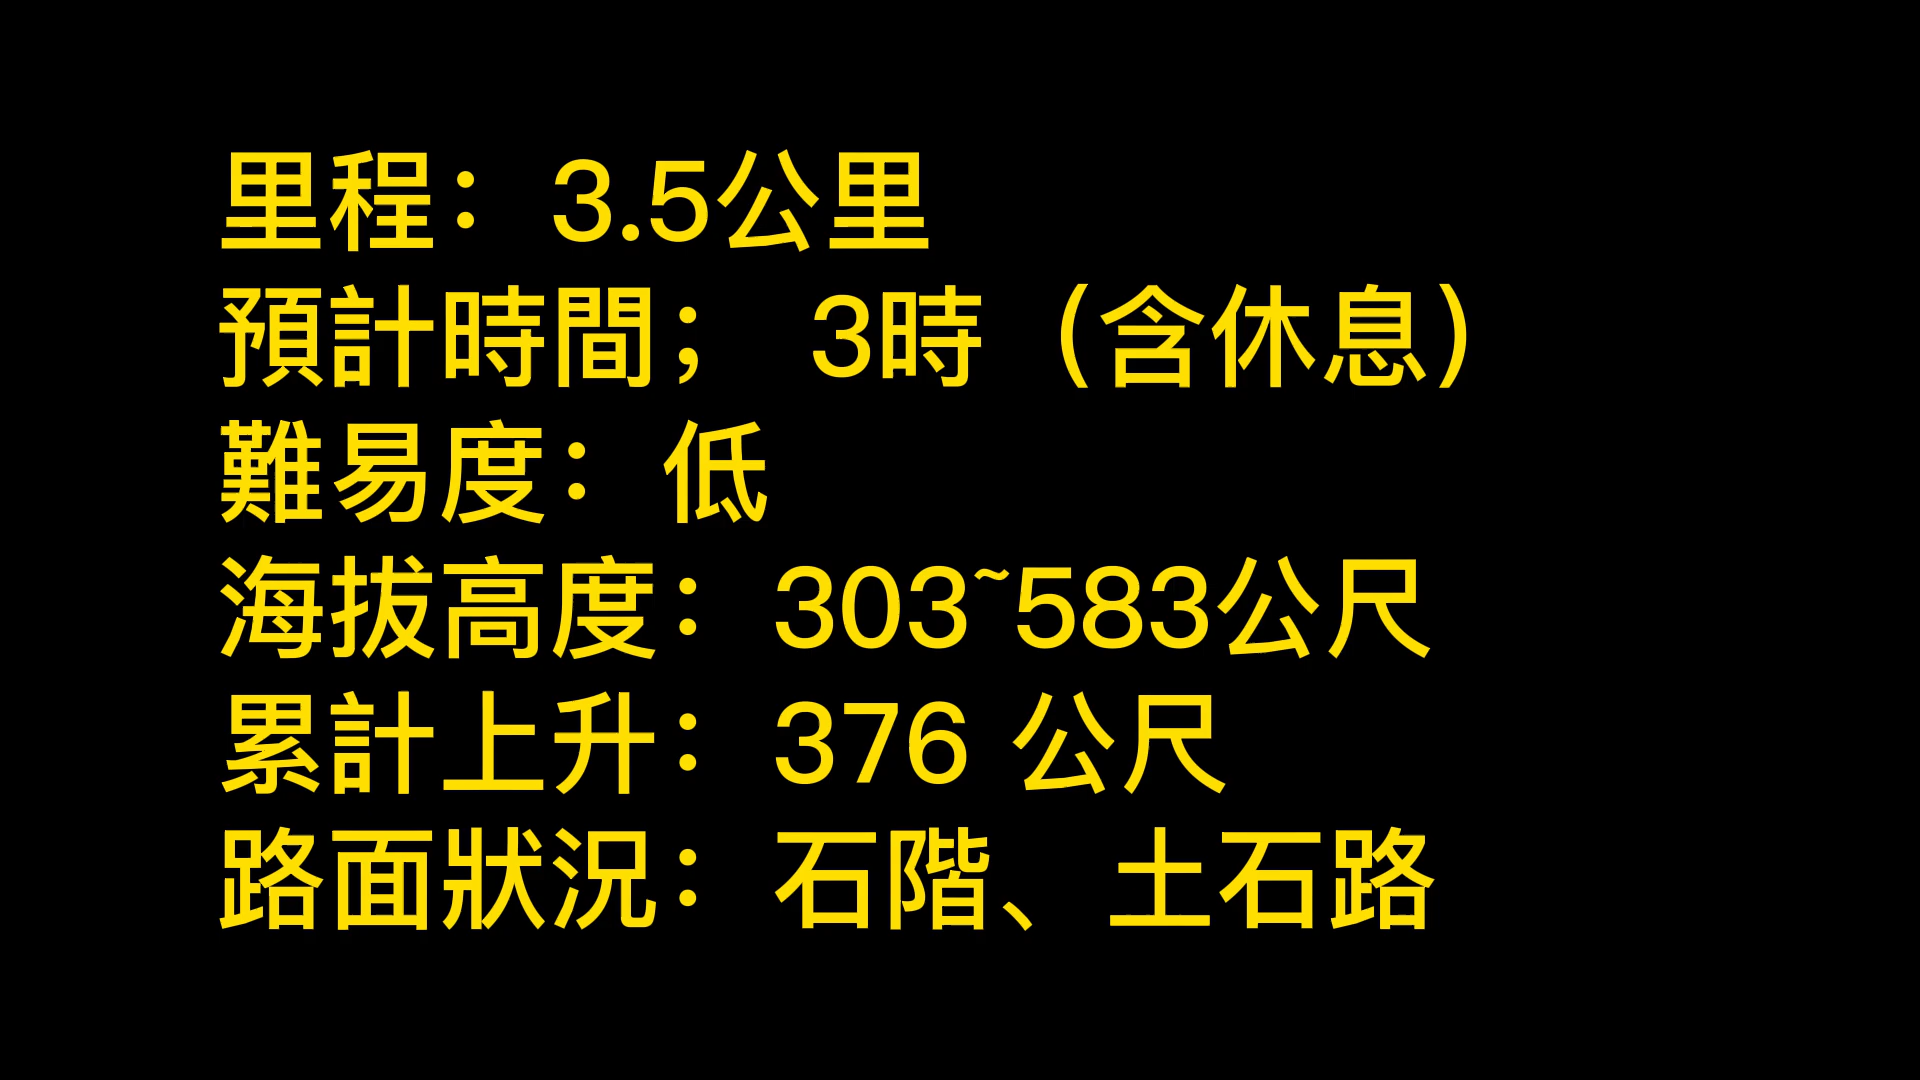 里程：3.5公里
預計時間； 3時（含休息）
難易度：低
海拔高度：303~583公尺
累計上升：376 公尺
路面狀況：石階、土石路